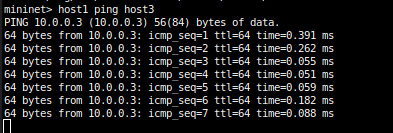 mininet> host1 ping host3
PING 10.0.0.3 (10.0.0.3) 56(84) bytes of data.
64 bytes from 10.0.0.3: icmp_seq=1 ttl=64 time=0.391 ms
64 bytes from 10.0.0.3: icmp_seq=2 ttl=64 time=0.262 ms
64 bytes from 10.0.0.3: icmp_seq=3 ttl=64 time=0.055 ms
64 bytes from 10.0.0.3: icmp_seq=4 ttl=64 time=0.051 ms
64 bytes from 10.0.0.3: icmp_seq=5 ttl=64 time=0.059 ms
64 bytes from 10.0.0.3: icmp_seq=6 ttl=64 time=0.182 ms
64 bytes from 10.0.0.3: icmp_seq=7 ttl=64 time=0.088 ms